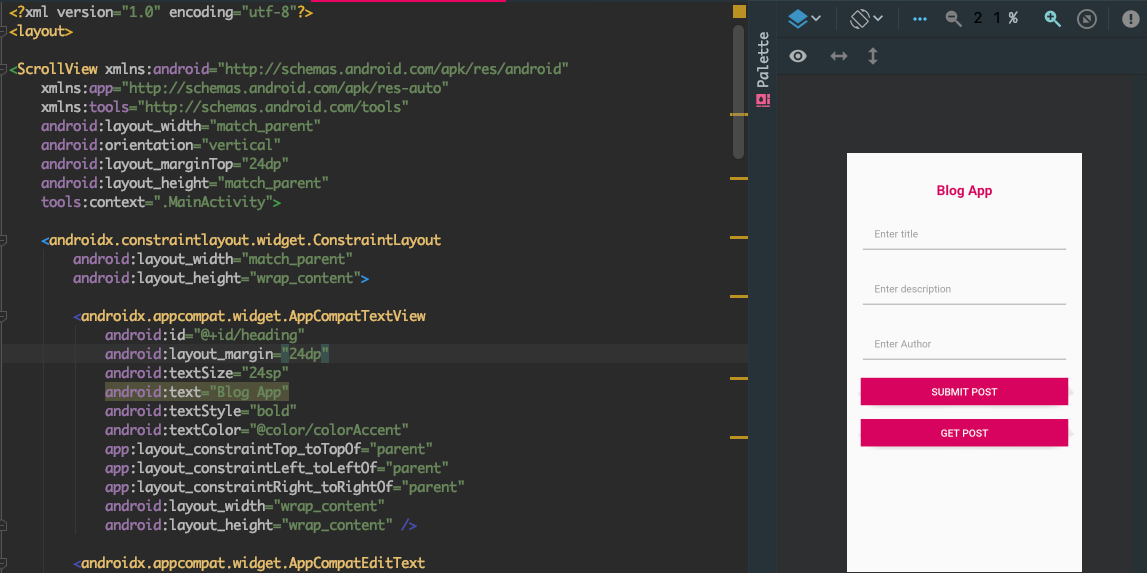 <?xml version="1.0" encoding="utf-8"?>
<layout>
<ScrollView xmlns:android="http://schemas.android.com/apk/res/android"
xmlns:app="http://schemas.android.com/apk/res-auto"
xmlns:tools="http://schemas.android.com/tools"
android:layout_width="match_parent"
android:orientation="vertical"
android:layout_marginTop="24dp"
android:layout_height="match_parent"
tools:context=".MainActivity">
<androidx.constraintlayout.widget.ConstraintLayout
android:layout_width="match_parent"
android:layout_height="wrap_content">
<androidx.appcompat.widget.AppCompatTextView
android:id="@+id/heading"
android:layout_margin="24dp"
android:textSize="24sp"
android:text="Blog App"
android:textStyle="bold"
android:textColor="@color/colorAccent"
app:layout_constraintTop_toTopOf="parent"
app:layout_constraintLeft_toLeftOf="parent"
app:layout_constraintRight_toRightOf="parent"
android:layout_width="wrap_content"
android:layout_height="wrap_content" />
<androidx.appcompat.widget.AppCompatEditText
Palette
2 1 %
Blog App
Enter title
Enter description
Enter Author
SUBMIT POST
GET POST